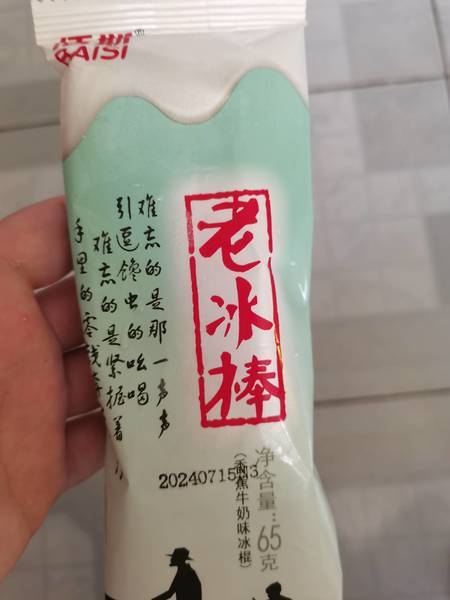 老冰棒
难忘的是那一声声
引逗馋虫的吆喝
难忘的是紧握着
手里的零钱
净含量:65克
(香蕉牛奶味冰棍)
20240715